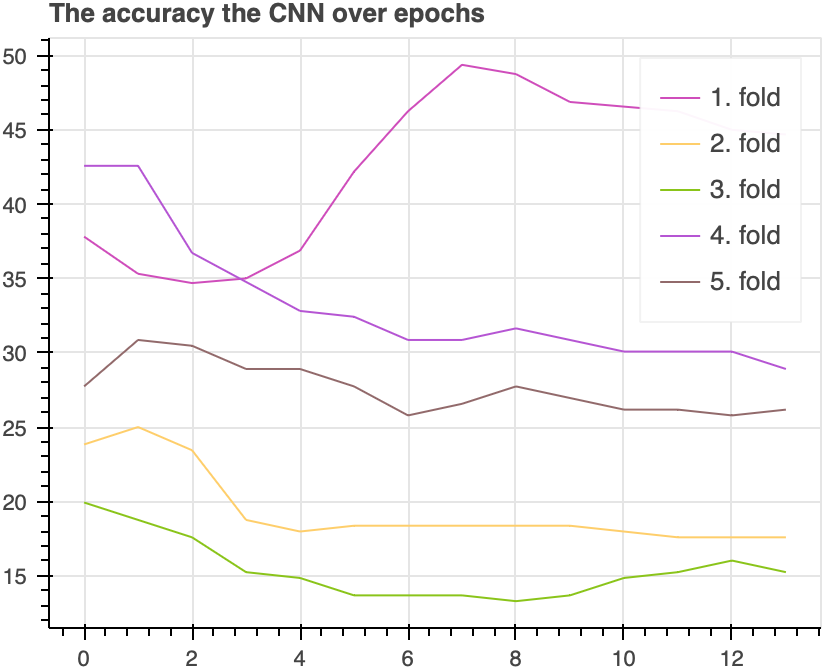 The accuracy the CNN over epochs
50
45
40
35
30
25
20
15
1. fold
2. fold
3. fold
4. fold
5. fold
0 2 4 6 8 10 12